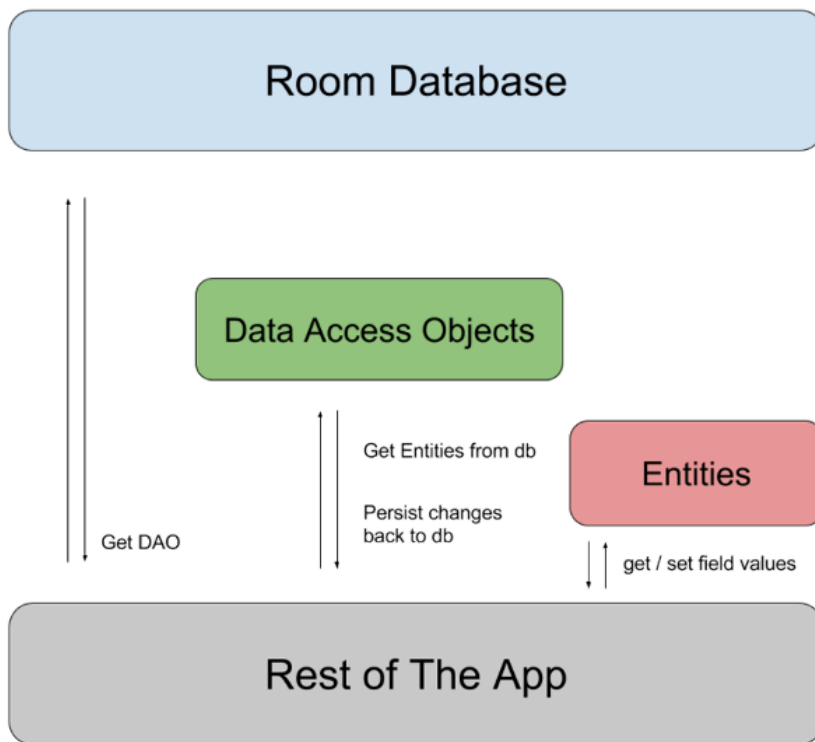 Room Database
Data Access Objects
Get Entities from db
Entities
Persist changes
back to db
Get DAO
get / set field values
Rest of The App